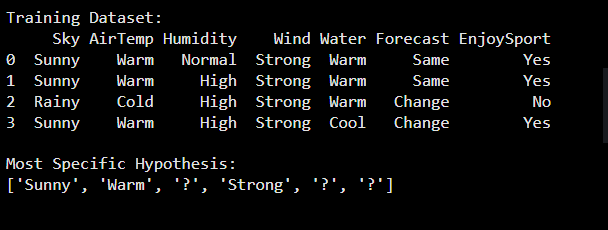 Training Dataset:
Sky AirTemp Humidity Wind Water Forecast EnjoySport
0 Sunny Warm Normal Strong Warm Same Yes
1 Sunny Warm High Strong Warm Same Yes
2 Rainy Cold High Strong Warm Change No
3 Sunny Warm High Strong Cool Change Yes
Most Specific Hypothesis:
['Sunny', 'Warm', '?', 'Strong', '?', '?']